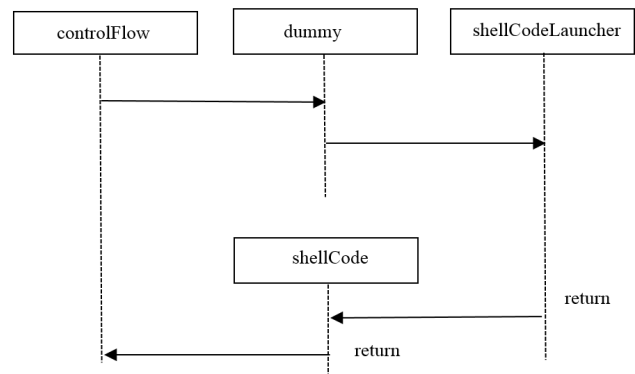 controlFlow
dummy
shellCodeLauncher
shellCode
return
return